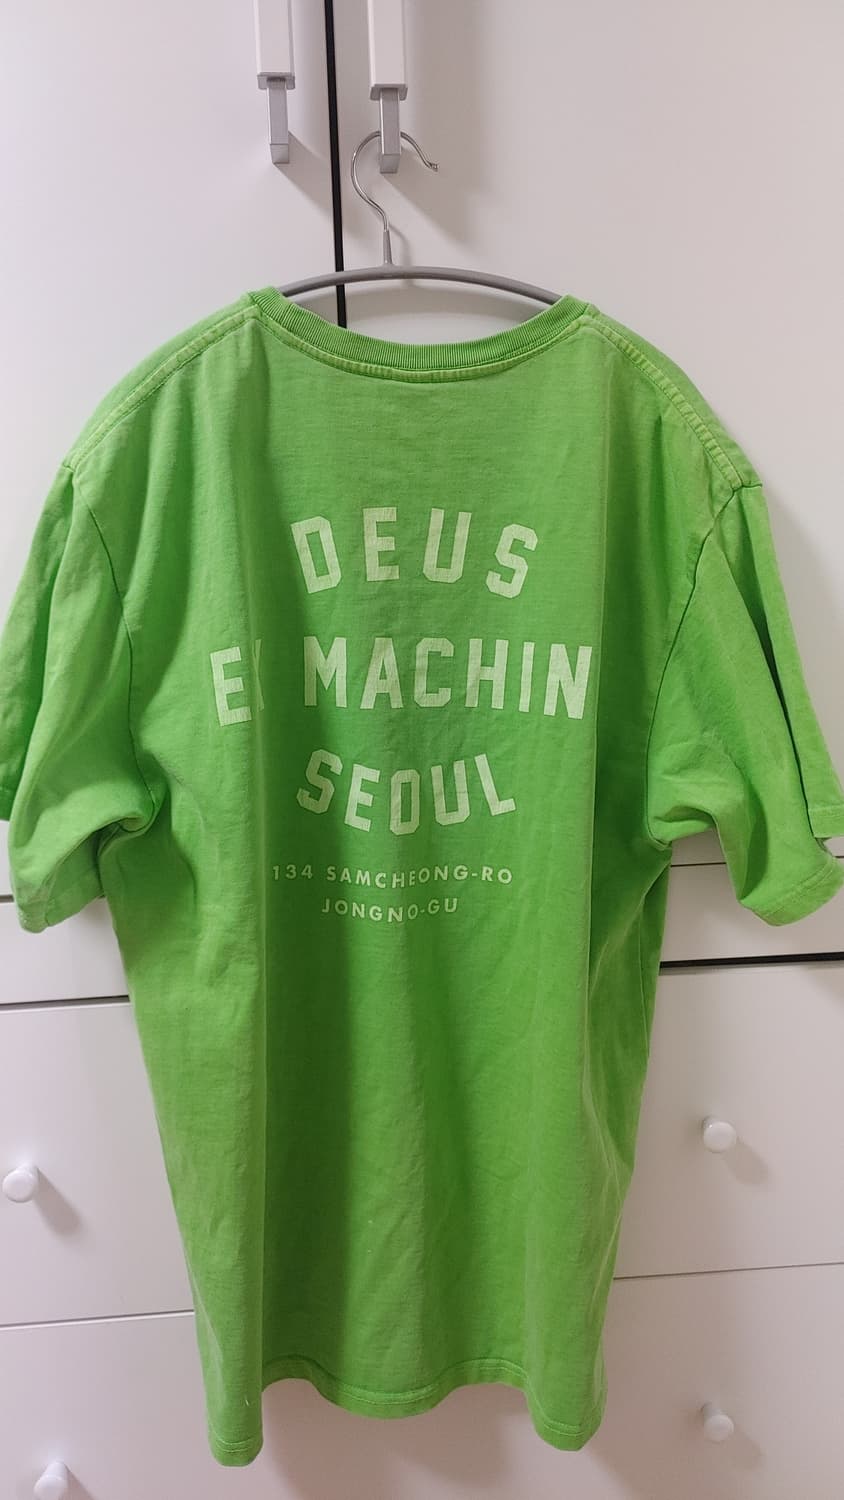 DEUS
EX MACHIN
SEOUL
134 SAMCHEONG-RO
JONGNO-GU